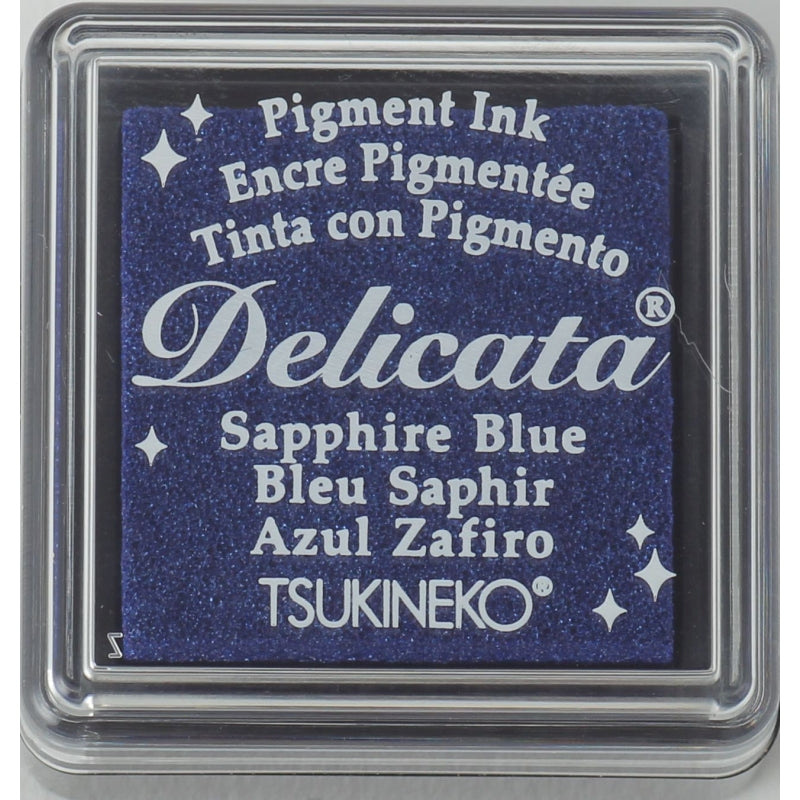 Pigment Ink
Encre Pigmentée
Tinta con Pigmento
Delicata®
Sapphire Blue
Bleu Saphir
Azul Zafiro
TSUKINEKO®